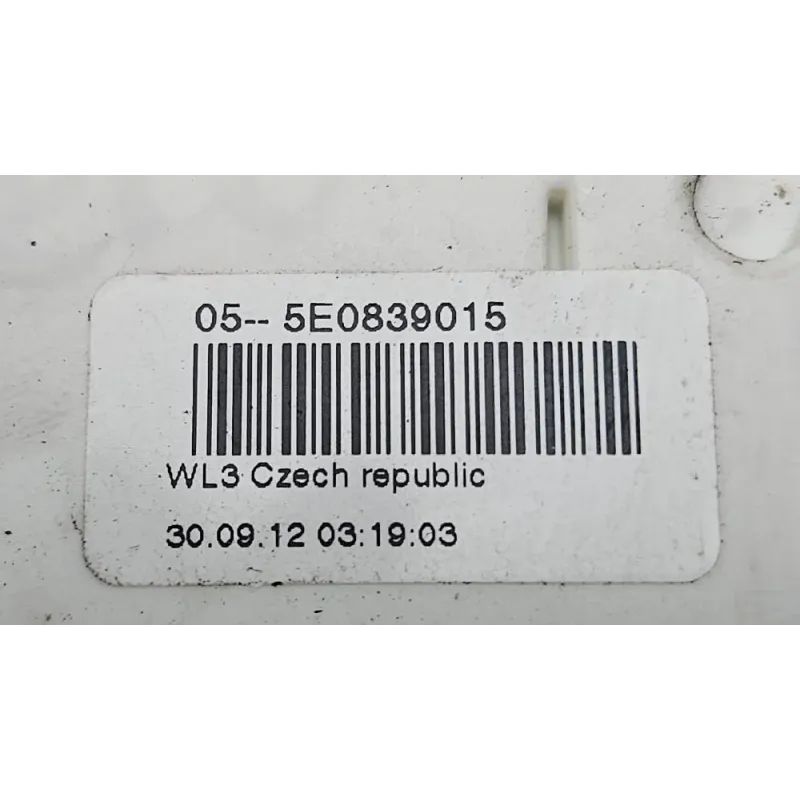 05-- 5E0839015
WL3 Czech republic
30.09.12 03:19:03